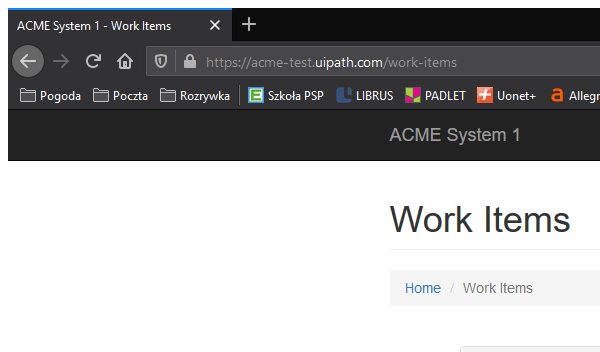 ACME System 1 - Work Items
https://acme-test.uipath.com/work-items
Pogoda Poczta Rozrywka Szkoła PSP LIBRUS PADLET Uonet+ Allegr
ACME System 1
Work Items
Home / Work Items